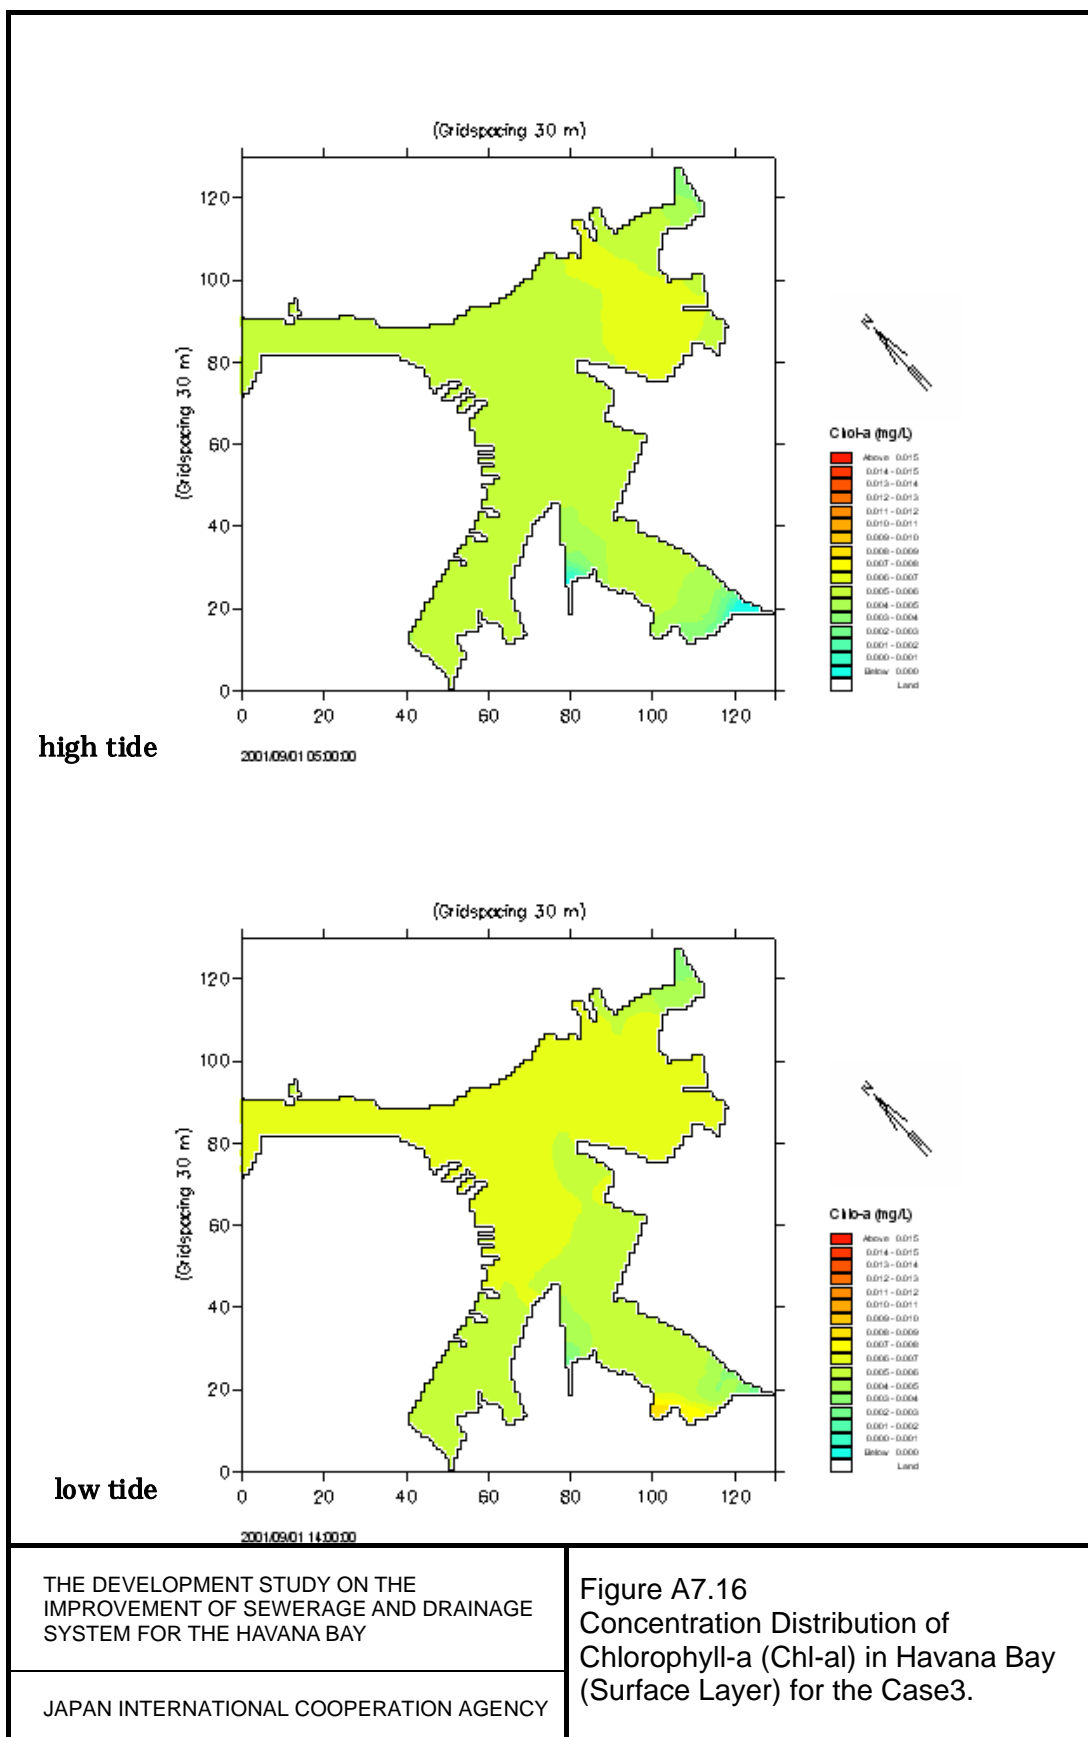 (Gridspacing 30 m)
120
100
80
60
40
20
0
(Gridspacing 30 m)
0 20 40 60 80 100 120
2001/09/01 05:00:00
high tide
N
Chol-a (mg/L)
Above 0.015
0.014 - 0.015
0.013 - 0.014
0.012 - 0.013
0.011 - 0.012
0.010 - 0.011
0.009 - 0.010
0.008 - 0.009
0.007 - 0.008
0.006 - 0.007
0.005 - 0.006
0.004 - 0.005
0.003 - 0.004
0.002 - 0.003
0.001 - 0.002
0.000 - 0.001
Below 0.000
Land
(Gridspacing 30 m)
120
100
80
60
40
20
0
(Gridspacing 30 m)
0 20 40 60 80 100 120
2001/09/01 14:00:00
low tide
N
Chlo-a (mg/L)
Above 0.015
0.014 - 0.015
0.013 - 0.014
0.012 - 0.013
0.011 - 0.012
0.010 - 0.011
0.009 - 0.010
0.008 - 0.009
0.007 - 0.008
0.006 - 0.007
0.005 - 0.006
0.004 - 0.005
0.003 - 0.004
0.002 - 0.003
0.001 - 0.002
0.000 - 0.001
Below 0.000
Land
THE DEVELOPMENT STUDY ON THE
IMPROVEMENT OF SEWERAGE AND DRAINAGE
SYSTEM FOR THE HAVANA BAY
JAPAN INTERNATIONAL COOPERATION AGENCY
Figure A7.16
Concentration Distribution of
Chlorophyll-a (Chl-al) in Havana Bay
(Surface Layer) for the Case3.